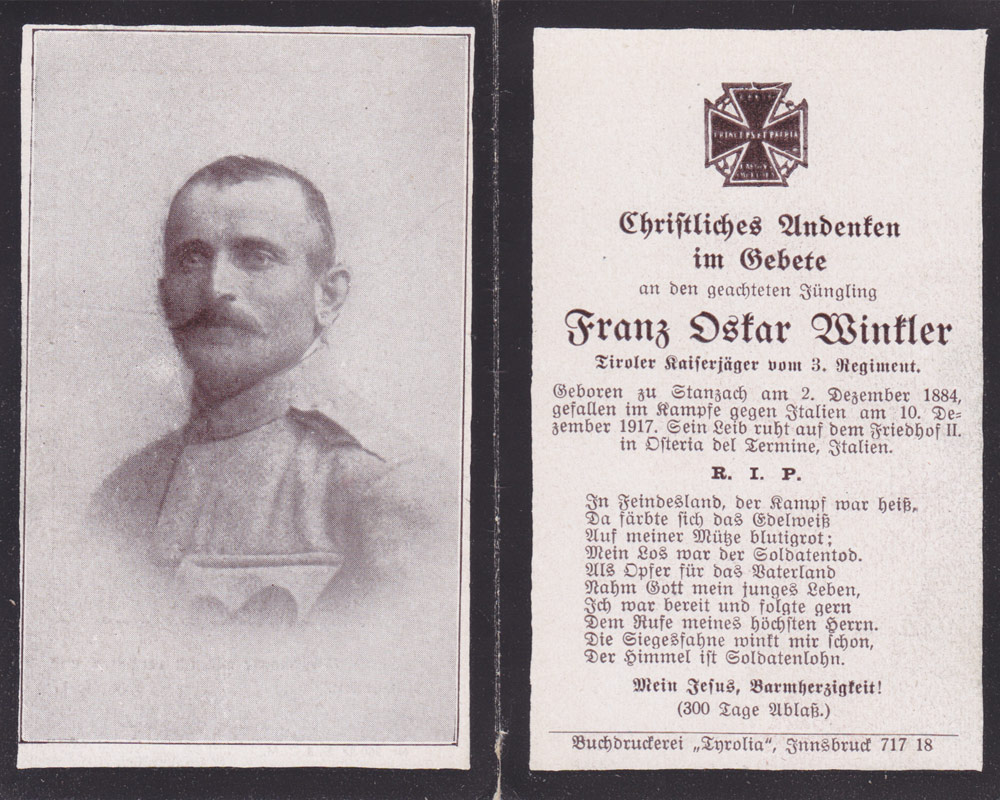 PRINCEPS ET PATRIA
Chriſtliches Andenken
im Gebete
an den geachteten Jüngling
Franz Oskar Winkler
Tiroler Kaiſerjäger vom 3. Regiment.
Geboren zu Stanzach am 2. Dezember 1884,
gefallen im Kampfe gegen Italien am 10. De-
zember 1917. Sein Leib ruht auf dem Friedhof II.
in Oſteria del Termine, Italien.
R. I. P.
In Feindesland, der Kampf war heiß,
Da färbte ſich das Edelweiß
Auf meiner Mütze blutigrot;
Mein Los war der Soldatentod.
Als Opfer für das Vaterland
Nahm Gott mein junges Leben,
Ich war bereit und folgte gern
Dem Rufe meines höchſten Herrn.
Die Siegesfahne winkt mir ſchon,
Der Himmel iſt Soldatenlohn.
Mein Jeſus, Barmherzigkeit!
(300 Tage Ablaß.)
Buchdruckerei „Tyrolia“, Innsbruck 717 18